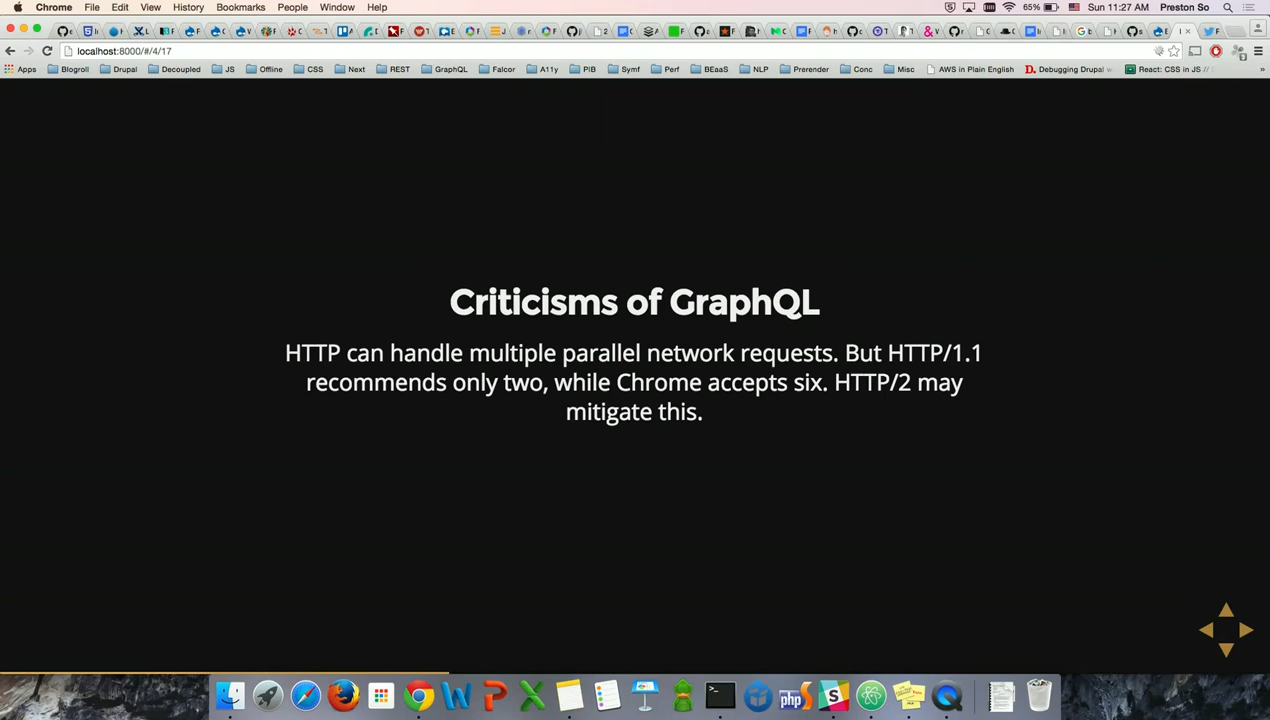 Chrome File Edit View History Bookmarks People Window Help 65% Sun 11:27 AM Preston So
localhost:8000/#/4/17
Apps Blogroll Drupal Decoupled JS Offline CSS Next REST GraphQL Falcor A11y PIB Symf Perf BEaaS NLP Prerender Conc Misc AWS in Plain English Debugging Drupal React: CSS in JS // »
Criticisms of GraphQL
HTTP can handle multiple parallel network requests. But HTTP/1.1
recommends only two, while Chrome accepts six. HTTP/2 may
mitigate this.
php